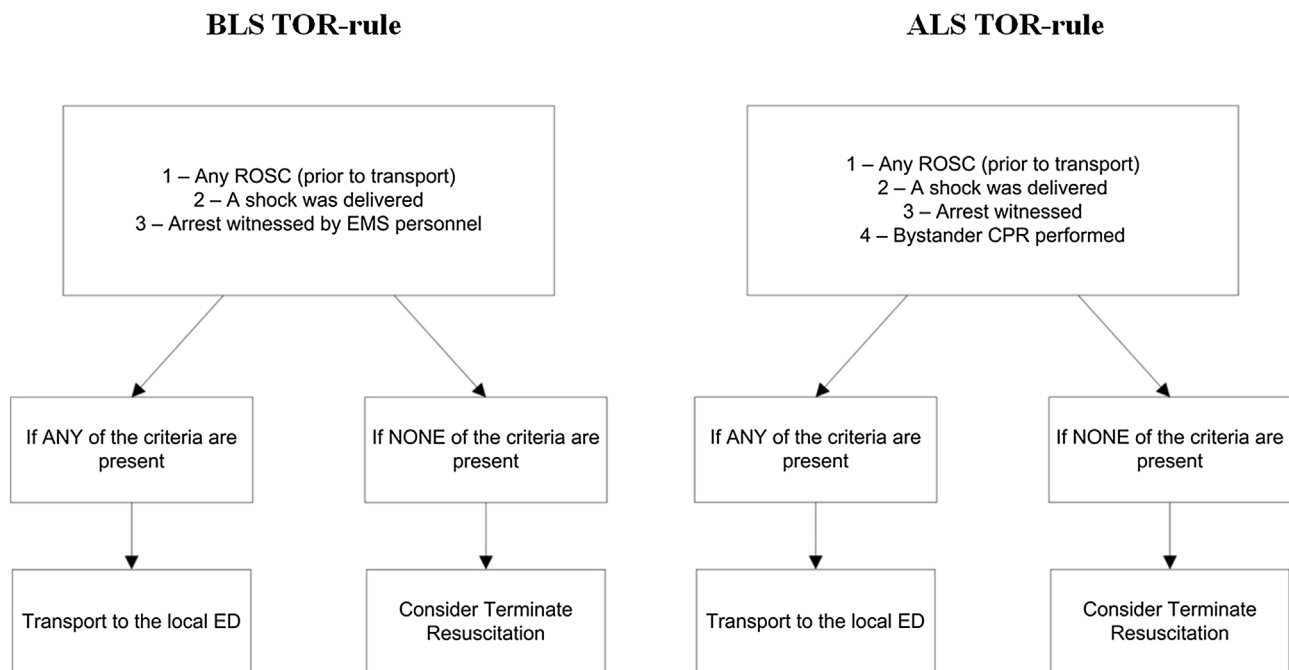 BLS TOR-rule
1 – Any ROSC (prior to transport)
2 – A shock was delivered
3 – Arrest witnessed by EMS personnel
If ANY of the criteria are
present
If NONE of the criteria are
present
Transport to the local ED
Consider Terminate
Resuscitation
ALS TOR-rule
1 – Any ROSC (prior to transport)
2 – A shock was delivered
3 – Arrest witnessed
4 – Bystander CPR performed
If ANY of the criteria are
present
If NONE of the criteria are
present
Transport to the local ED
Consider Terminate
Resuscitation